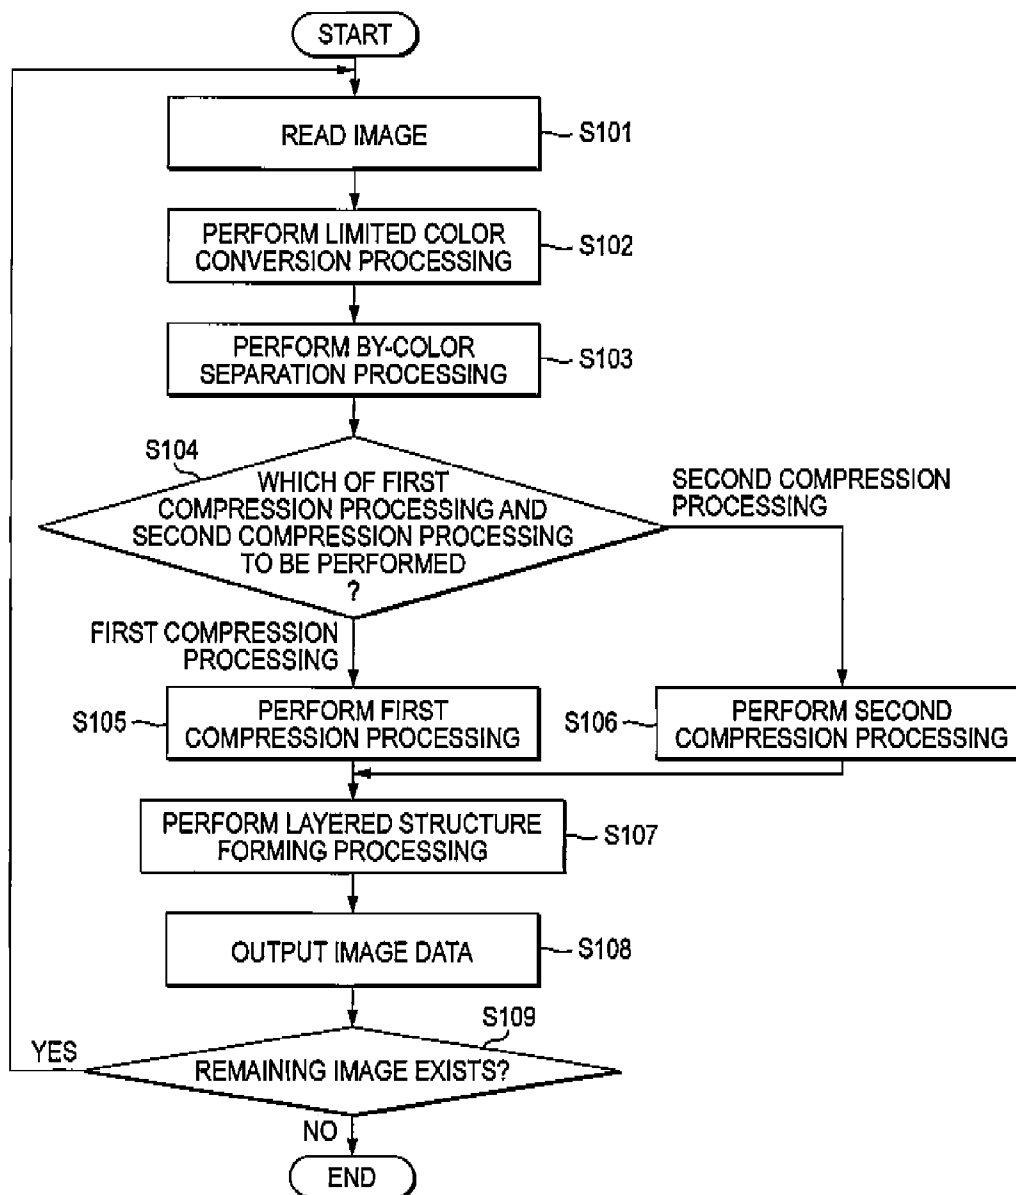 START
READ IMAGE
S101
PERFORM LIMITED COLOR
CONVERSION PROCESSING
S102
PERFORM BY-COLOR
SEPARATION PROCESSING
S103
S104
WHICH OF FIRST
COMPRESSION PROCESSING AND
SECOND COMPRESSION PROCESSING
TO BE PERFORMED
?
SECOND COMPRESSION
PROCESSING
FIRST COMPRESSION
PROCESSING
S105
PERFORM FIRST
COMPRESSION PROCESSING
S106
PERFORM SECOND
COMPRESSION PROCESSING
PERFORM LAYERED STRUCTURE
FORMING PROCESSING
S107
OUTPUT IMAGE DATA
S108
S109
YES
REMAINING IMAGE EXISTS?
NO
END